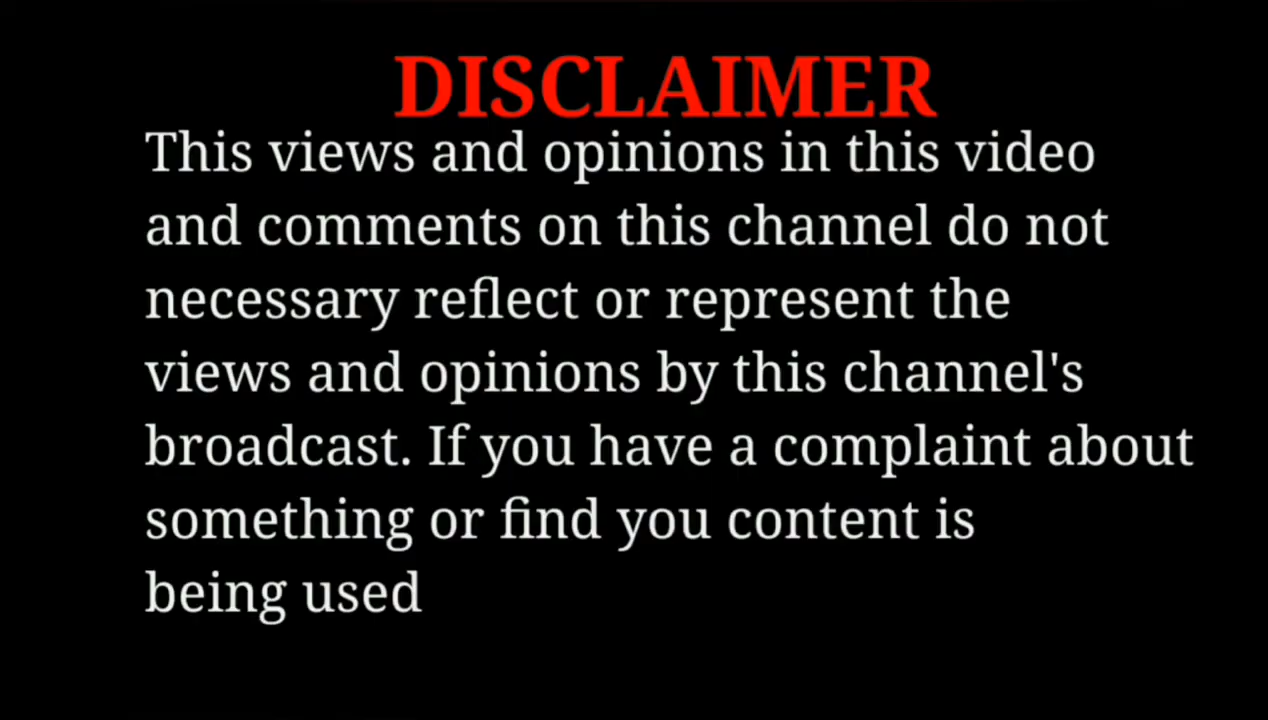 DISCLAIMER
This views and opinions in this video
and comments on this channel do not
necessary reflect or represent the
views and opinions by this channel's
broadcast. If you have a complaint about
something or find you content is
being used